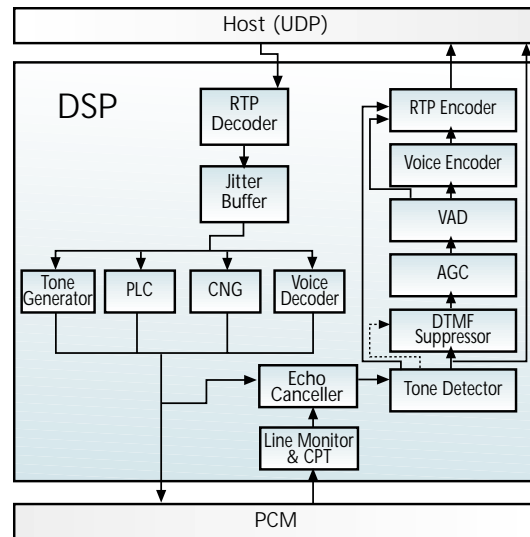 Host (UDP)
DSP
RTP
Decoder
Jitter
Buffer
Tone
Generator
PLC
CNG
Voice
Decoder
RTP Encoder
Voice Encoder
VAD
AGC
DTMF
Suppressor
Echo
Canceller
Tone Detector
Line Monitor
& CPT
PCM